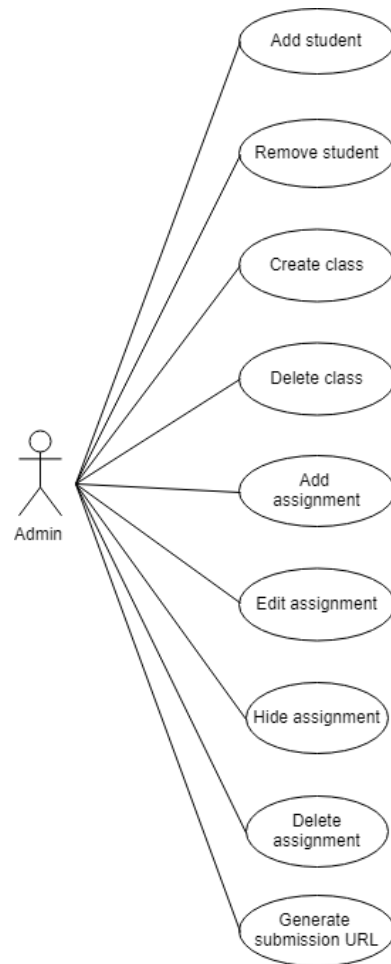 Add student
Remove student
Create class
Delete class
Add
assignment
Admin
Edit assignment
Hide assignment
Delete
assignment
Generate
submission URL